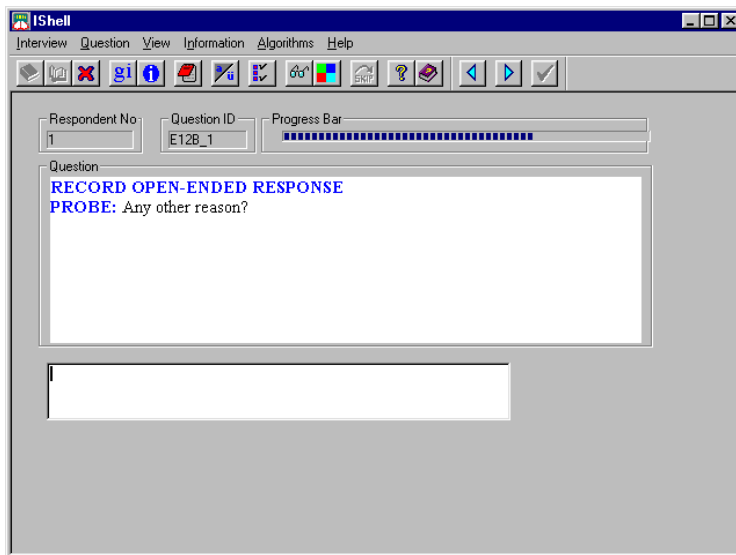 IShell
Interview Question View Information Algorithms Help
gi i a/ü SKIP ?
Respondent No Question ID Progress Bar
1 E12B_1
Question
RECORD OPEN-ENDED RESPONSE
PROBE: Any other reason?